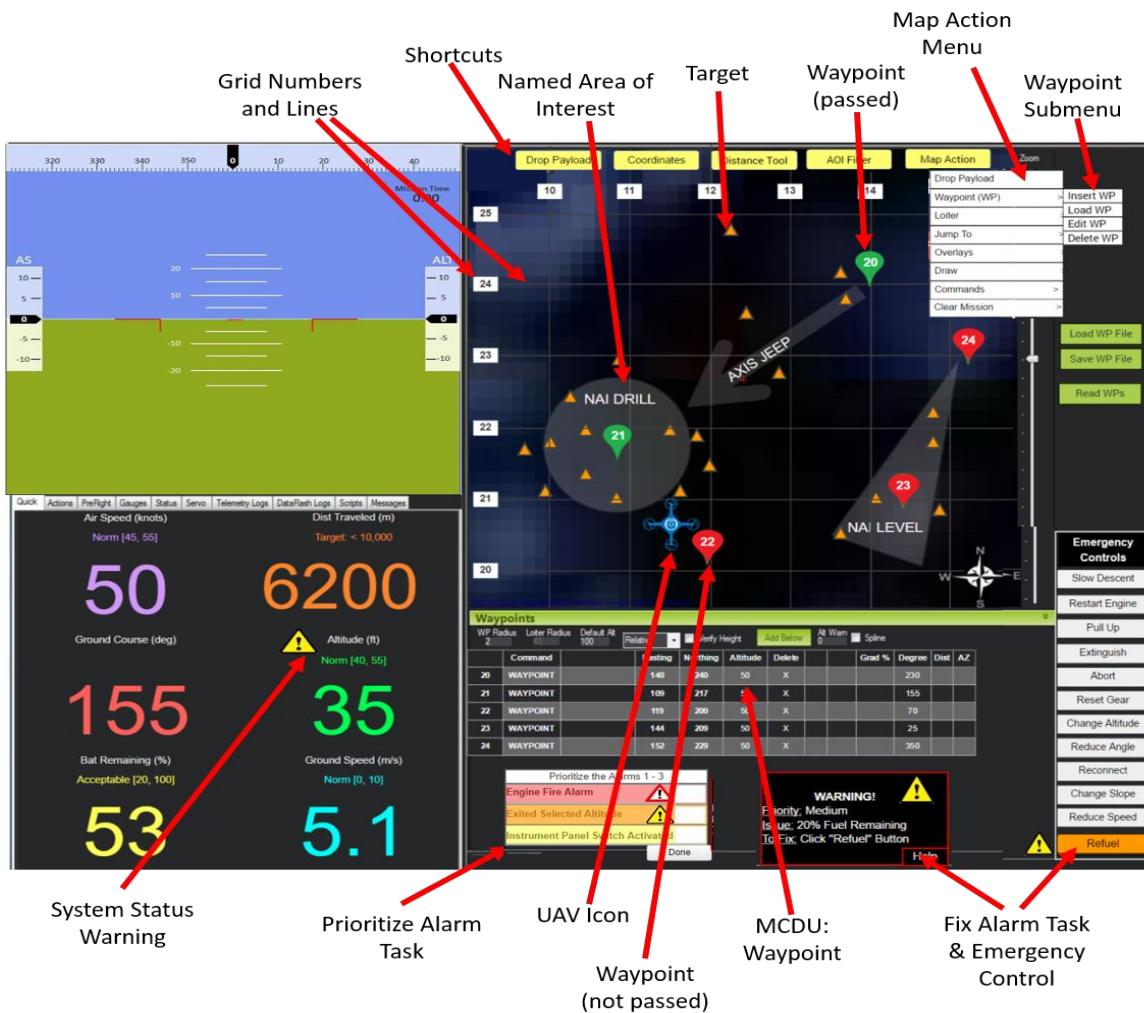 Map Action
Menu
Shortcuts
Grid Numbers
and Lines
Named Area of
Interest
Target
Waypoint
(passed)
Waypoint
Submenu
320 330 350 0 10 20 40
Mission Time
0.00
AS
ALT
10
5
0
-5
-10
20
10
-10
-20
10
5
0
-5
-10
Drop Payload
Coordinates
Distance Tool
AOI Filter
Map Action
Zoom
10 11 12 13 14
25
24
23
22
21
20
Drop Payload
Waypoint (WP) >
Loiter >
Jump To >
Overlays >
Draw >
Commands >
Clear Mission >
Insert WP
Load WP
Edit WP
Delete WP
20
24
AXIS JEEP
NAI DRILL
21
23
NAI LEVEL
22
N
W E
S
Load WP File
Save WP File
Read WPs
Quick Actions PreFlight Gauges Status Servo Telemetry Logs DataFlash Logs Scripts Messages
Air Speed (knots)
Norm [45, 55]
50
Dist Traveled (m)
Target: < 10,000
6200
Ground Course (deg)
155
Altitude (ft)
Norm [40, 55]
35
Bat Remaining (%)
Acceptable [20, 100]
53
Ground Speed (m/s)
Norm [0, 10]
5.1
Waypoints
WP Radius Loiter Radius Default Alt
2 100 Relative Verify Height Add Below Alt Warn 0 Spline
Command Easting Northing Altitude Delete Grad % Degree Dist AZ
20 WAYPOINT 140 240 50 X 230
21 WAYPOINT 109 217 X 155
22 WAYPOINT 119 200 50 X 70
23 WAYPOINT 144 209 50 X 25
24 WAYPOINT 152 229 50 X 350
Prioritize the Alarms 1 - 3
Engine Fire Alarm
Exited Selected Altitude
Instrument Panel Switch Activated
Done
WARNING!
Priority: Medium
Issue: 20% Fuel Remaining
To Fix: Click "Refuel" Button
Help
Emergency
Controls
Slow Descent
Restart Engine
Pull Up
Extinguish
Abort
Reset Gear
Change Altitude
Reduce Angle
Reconnect
Change Slope
Reduce Speed
Refuel
System Status
Warning
Prioritize Alarm
Task
UAV Icon
Waypoint
(not passed)
MCDU:
Waypoint
Fix Alarm Task
& Emergency
Control